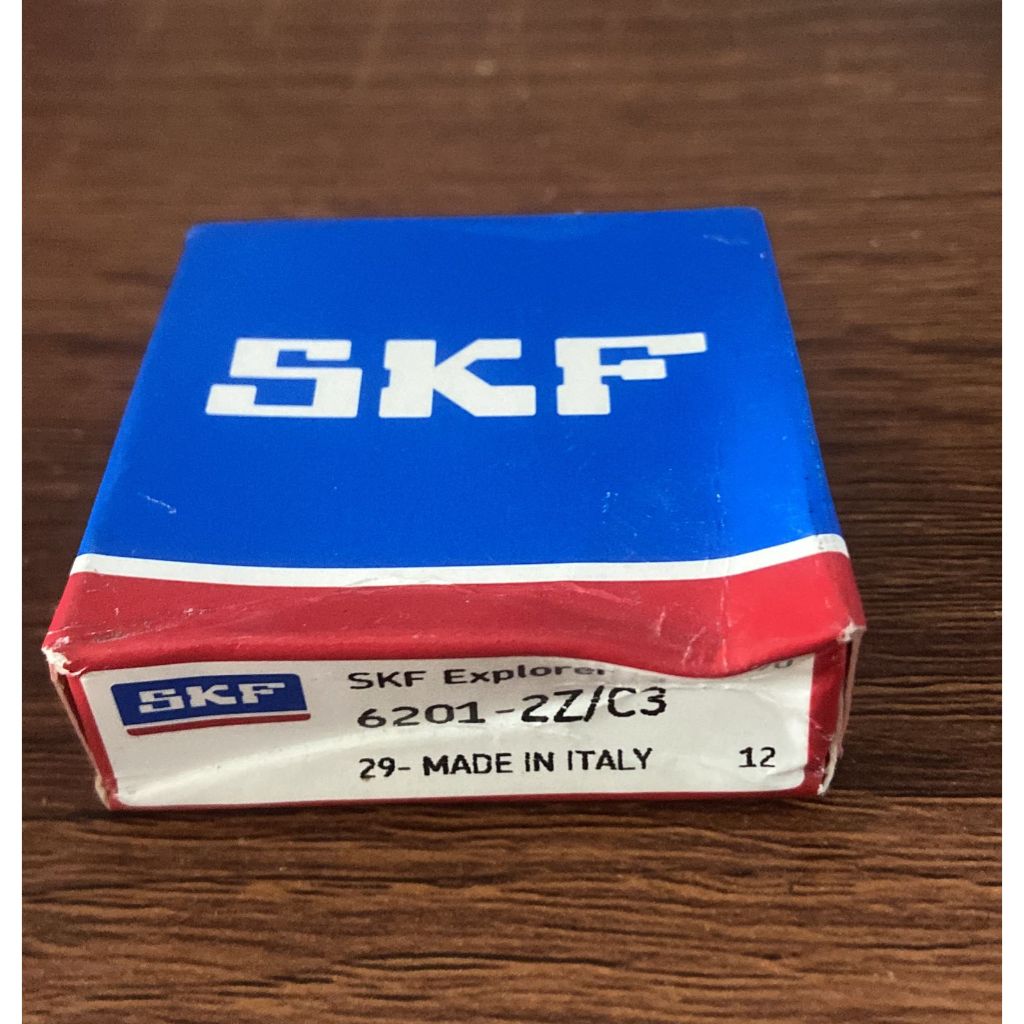 SKF
SKF
SKF Explorer
6201-2Z/C3
29- MADE IN ITALY 12